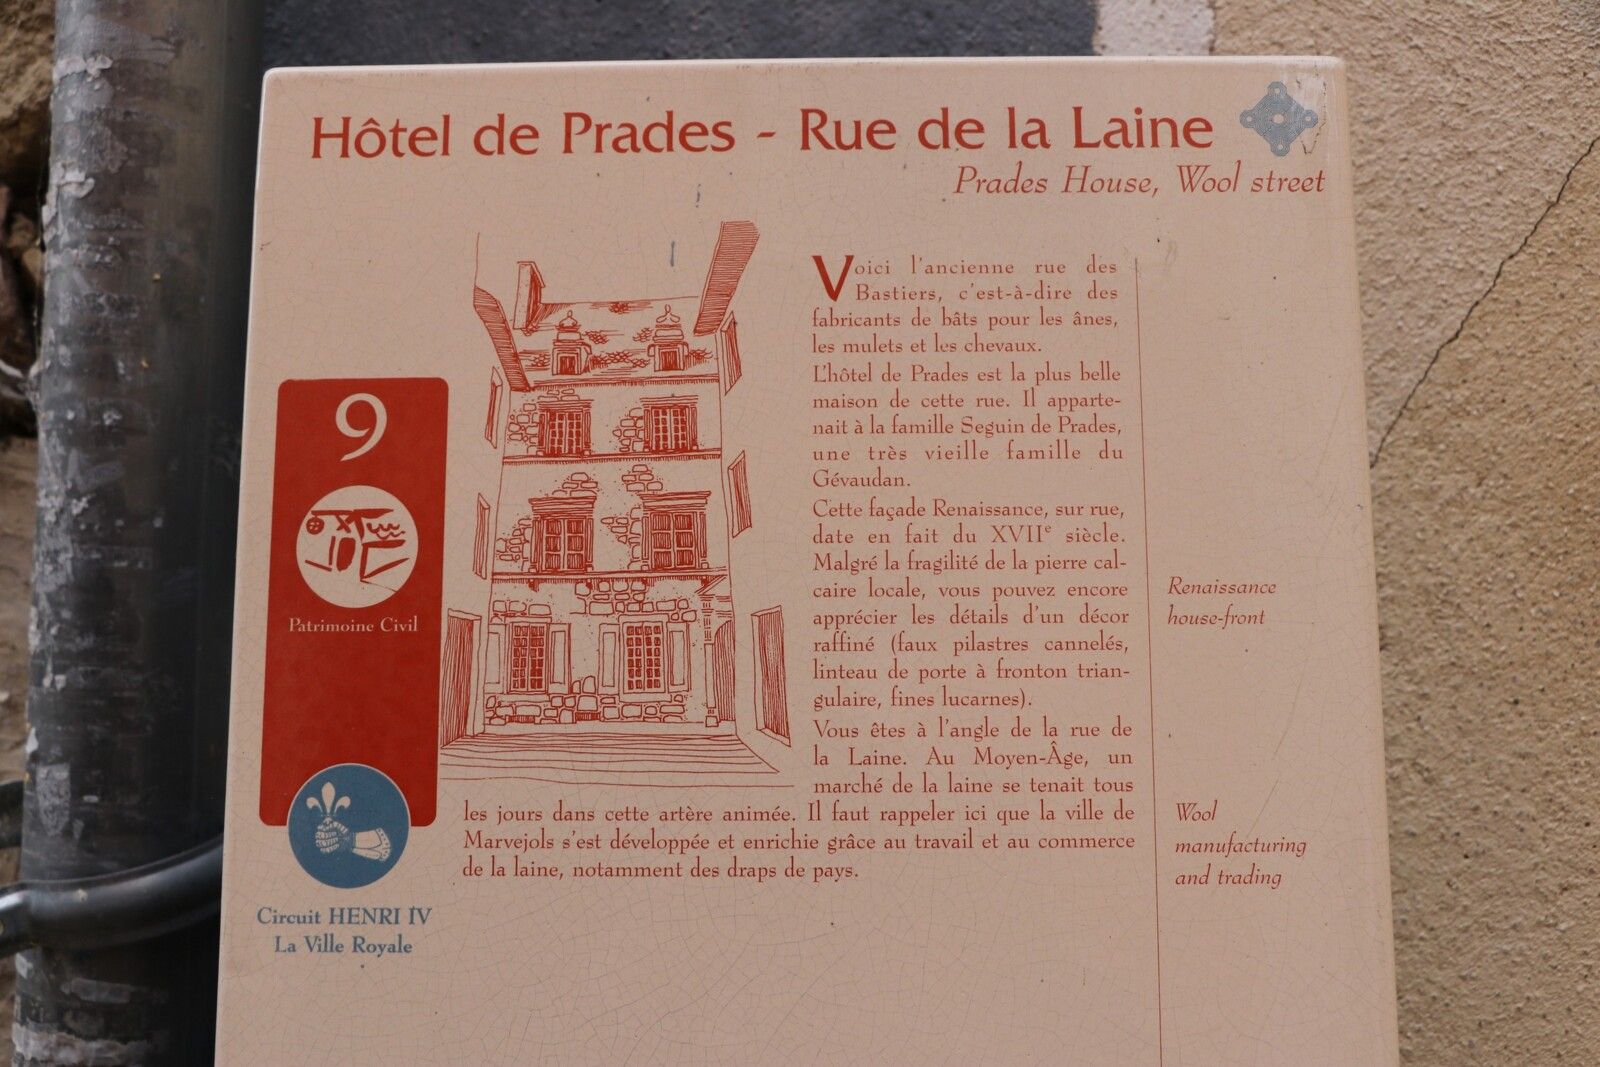 Hôtel de Prades - Rue de la Laine
Prades House, Wool street
9
Patrimoine Civil
Circuit HENRI IV
La Ville Royale
Voici l'ancienne rue des
Bastiers, c'est-à-dire des
fabricants de bâts pour les ânes,
les mulets et les chevaux.
L'hôtel de Prades est la plus belle
maison de cette rue. Il apparte-
nait à la famille Seguin de Prades,
une très vieille famille du
Gévaudan.
Cette façade Renaissance, sur rue,
date en fait du XVIIe siècle.
Malgré la fragilité de la pierre cal-
caire locale, vous pouvez encore
apprécier les détails d'un décor
raffiné (faux pilastres cannelés,
linteau de porte à fronton trian-
gulaire, fines lucarnes).
Vous êtes à l'angle de la rue de
la Laine. Au Moyen-Âge, un
marché de la laine se tenait tous
les jours dans cette artère animée. Il faut rappeler ici que la ville de
Marvejols s'est développée et enrichie grâce au travail et au commerce
de la laine, notamment des draps de pays.
Renaissance
house-front
Wool
manufacturing
and trading